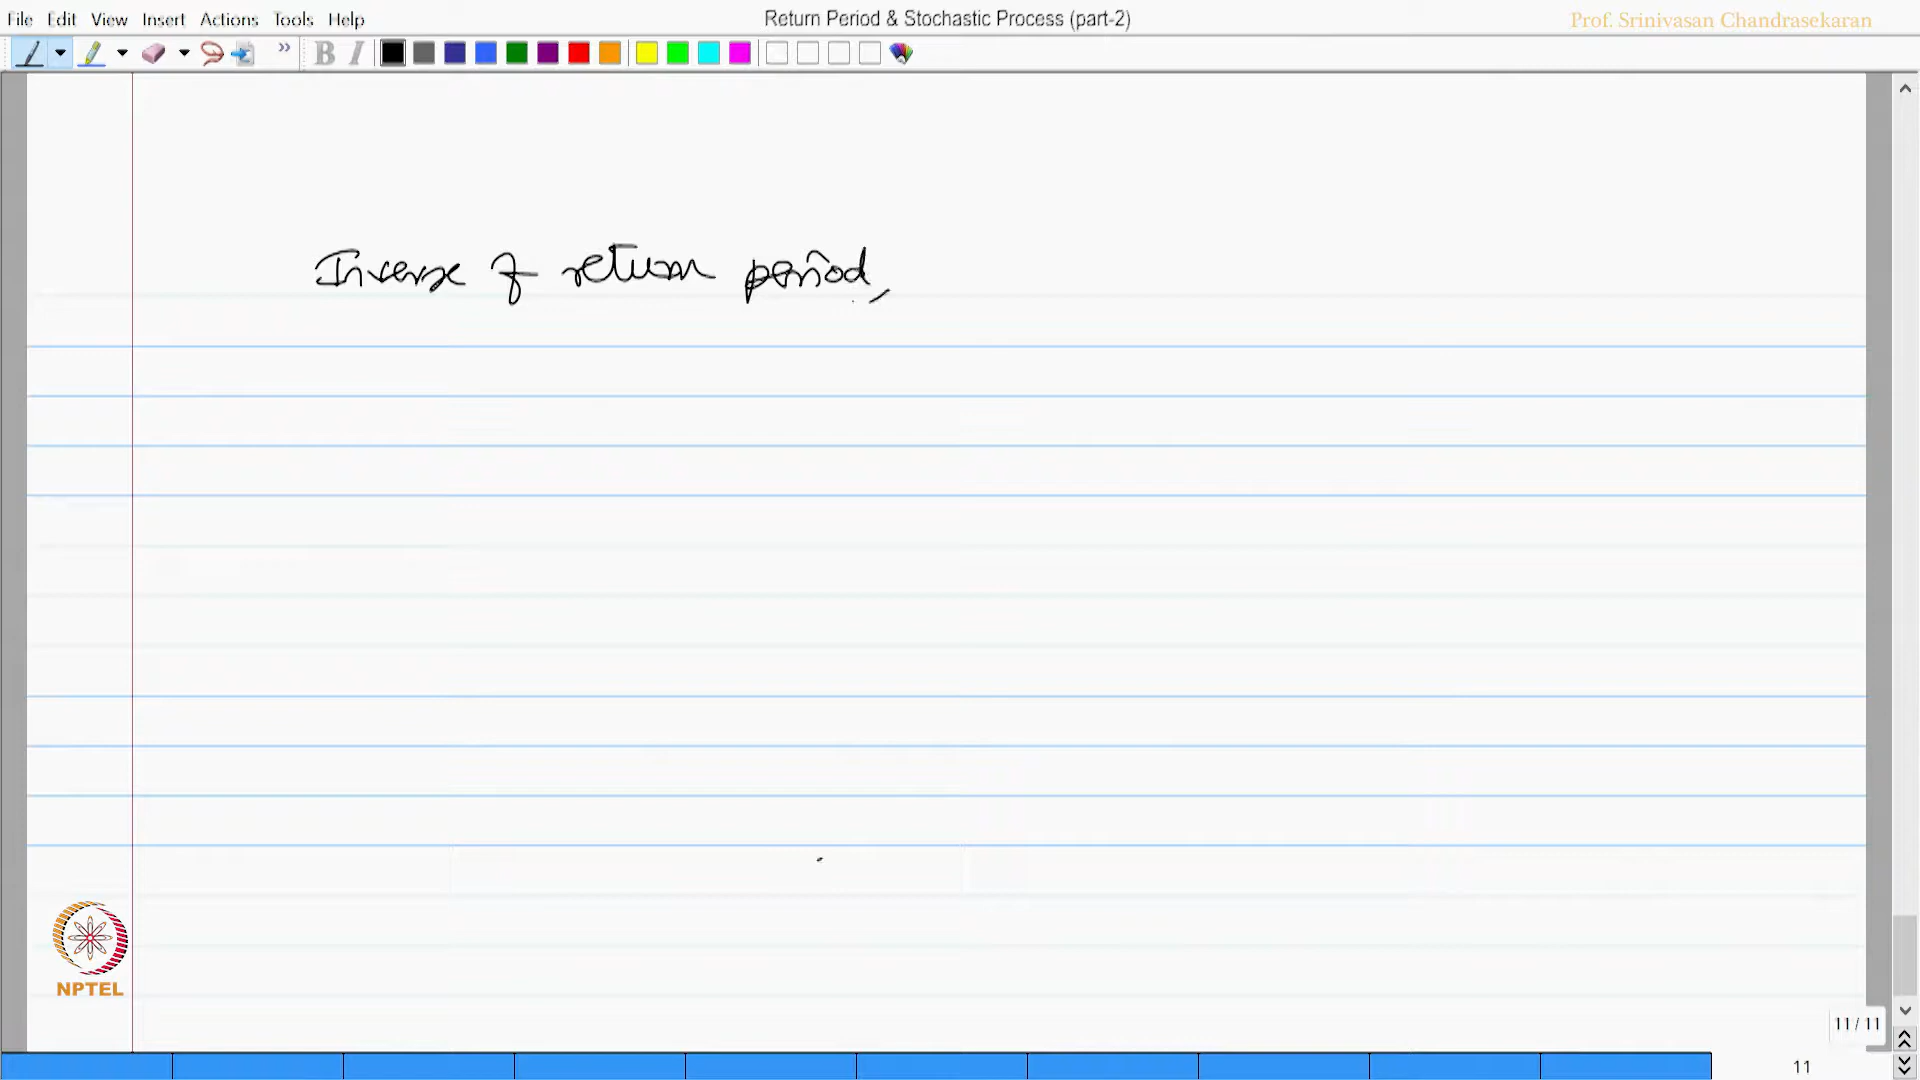 File Edit View Insert Actions Tools Help
Return Period & Stochastic Process (part-2)
Prof. Srinivasan Chandrasekaran
B I
Inverse of return period,
NPTEL
11 / 11
11